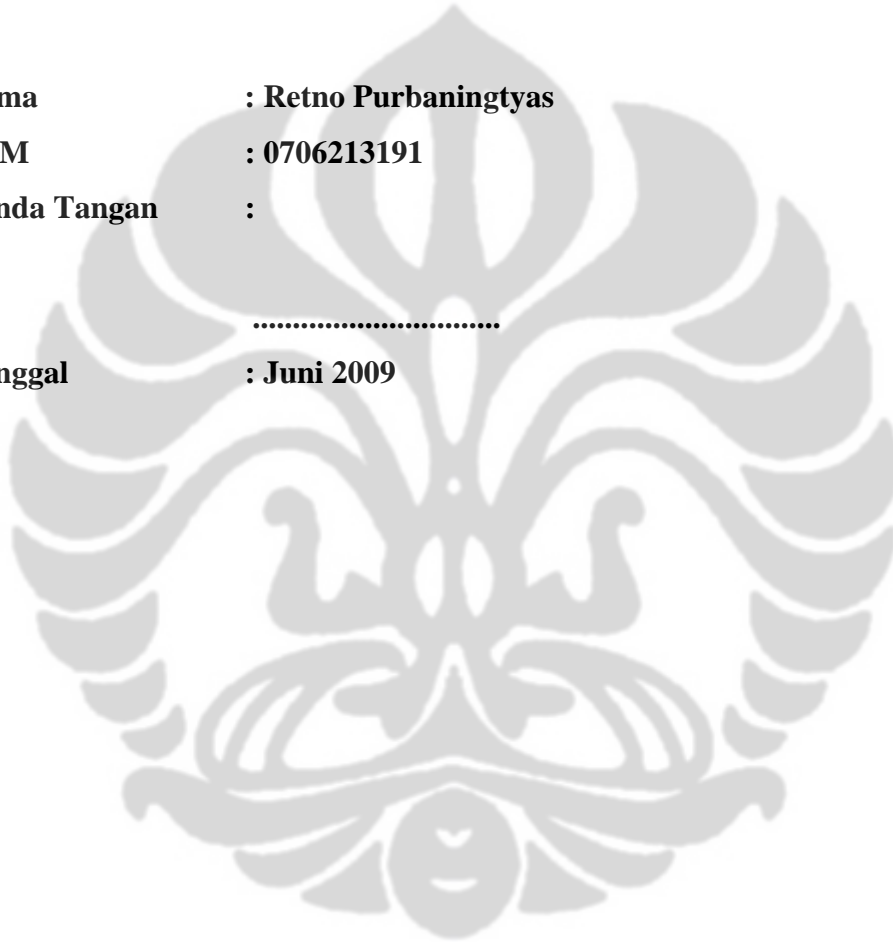 ma : Retno Purbaningtyas
M : 0706213191
nda Tangan :
...............................
nggal : Juni 2009